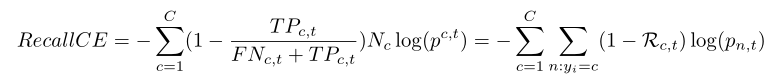 $RecallCE = -\sum_{c=1}^{C}(1 - \frac{TP_{c,t}}{FN_{c,t} + TP_{c,t}})N_c \log(p^{c,t}) = -\sum_{c=1}^{C}\sum_{n:y_i=c}(1 - \mathcal{R}_{c,t})\log(p_{n,t})$